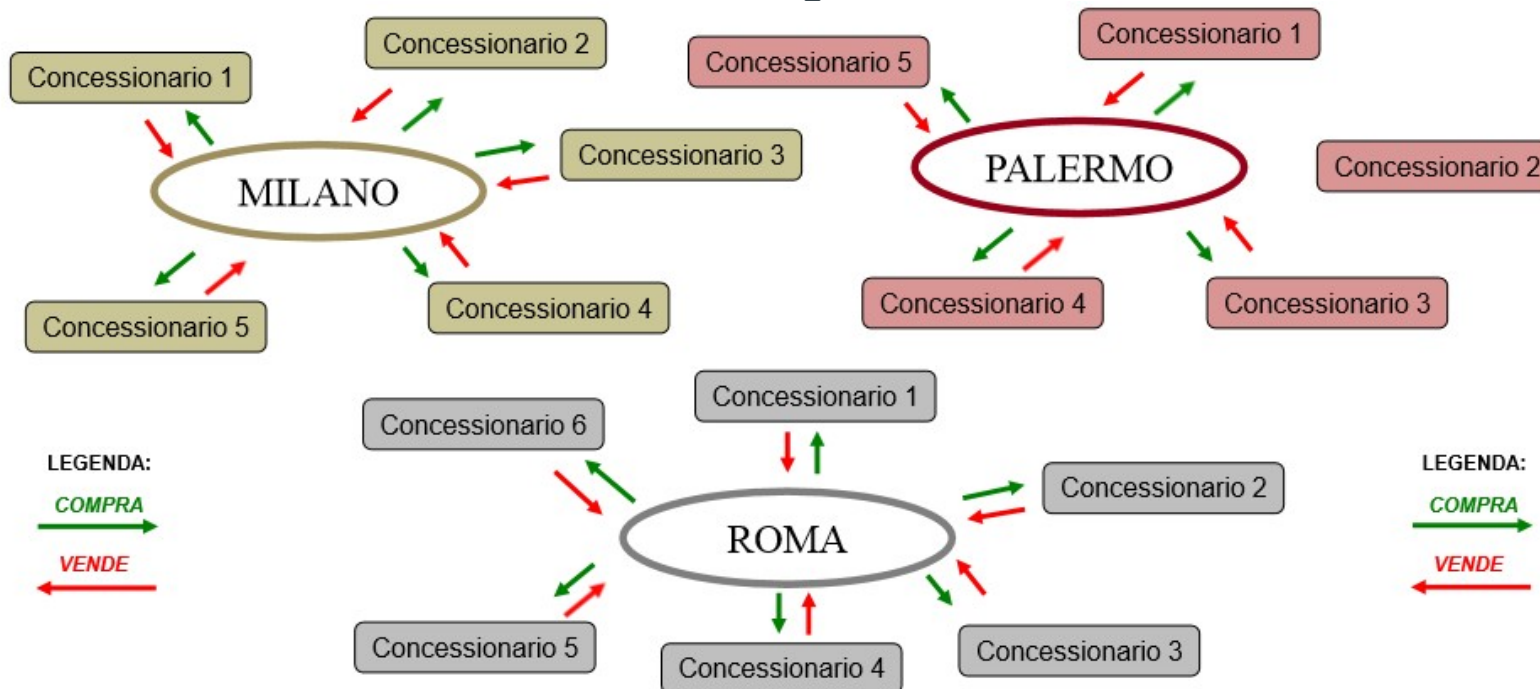 Concessionario 1
Concessionario 2
Concessionario 3
MILANO
Concessionario 4
Concessionario 5
Concessionario 5
Concessionario 1
PALERMO
Concessionario 2
Concessionario 4
Concessionario 3
Concessionario 1
Concessionario 6
Concessionario 2
ROMA
Concessionario 5
Concessionario 4
Concessionario 3
LEGENDA:
COMPRA
VENDE
LEGENDA:
COMPRA
VENDE